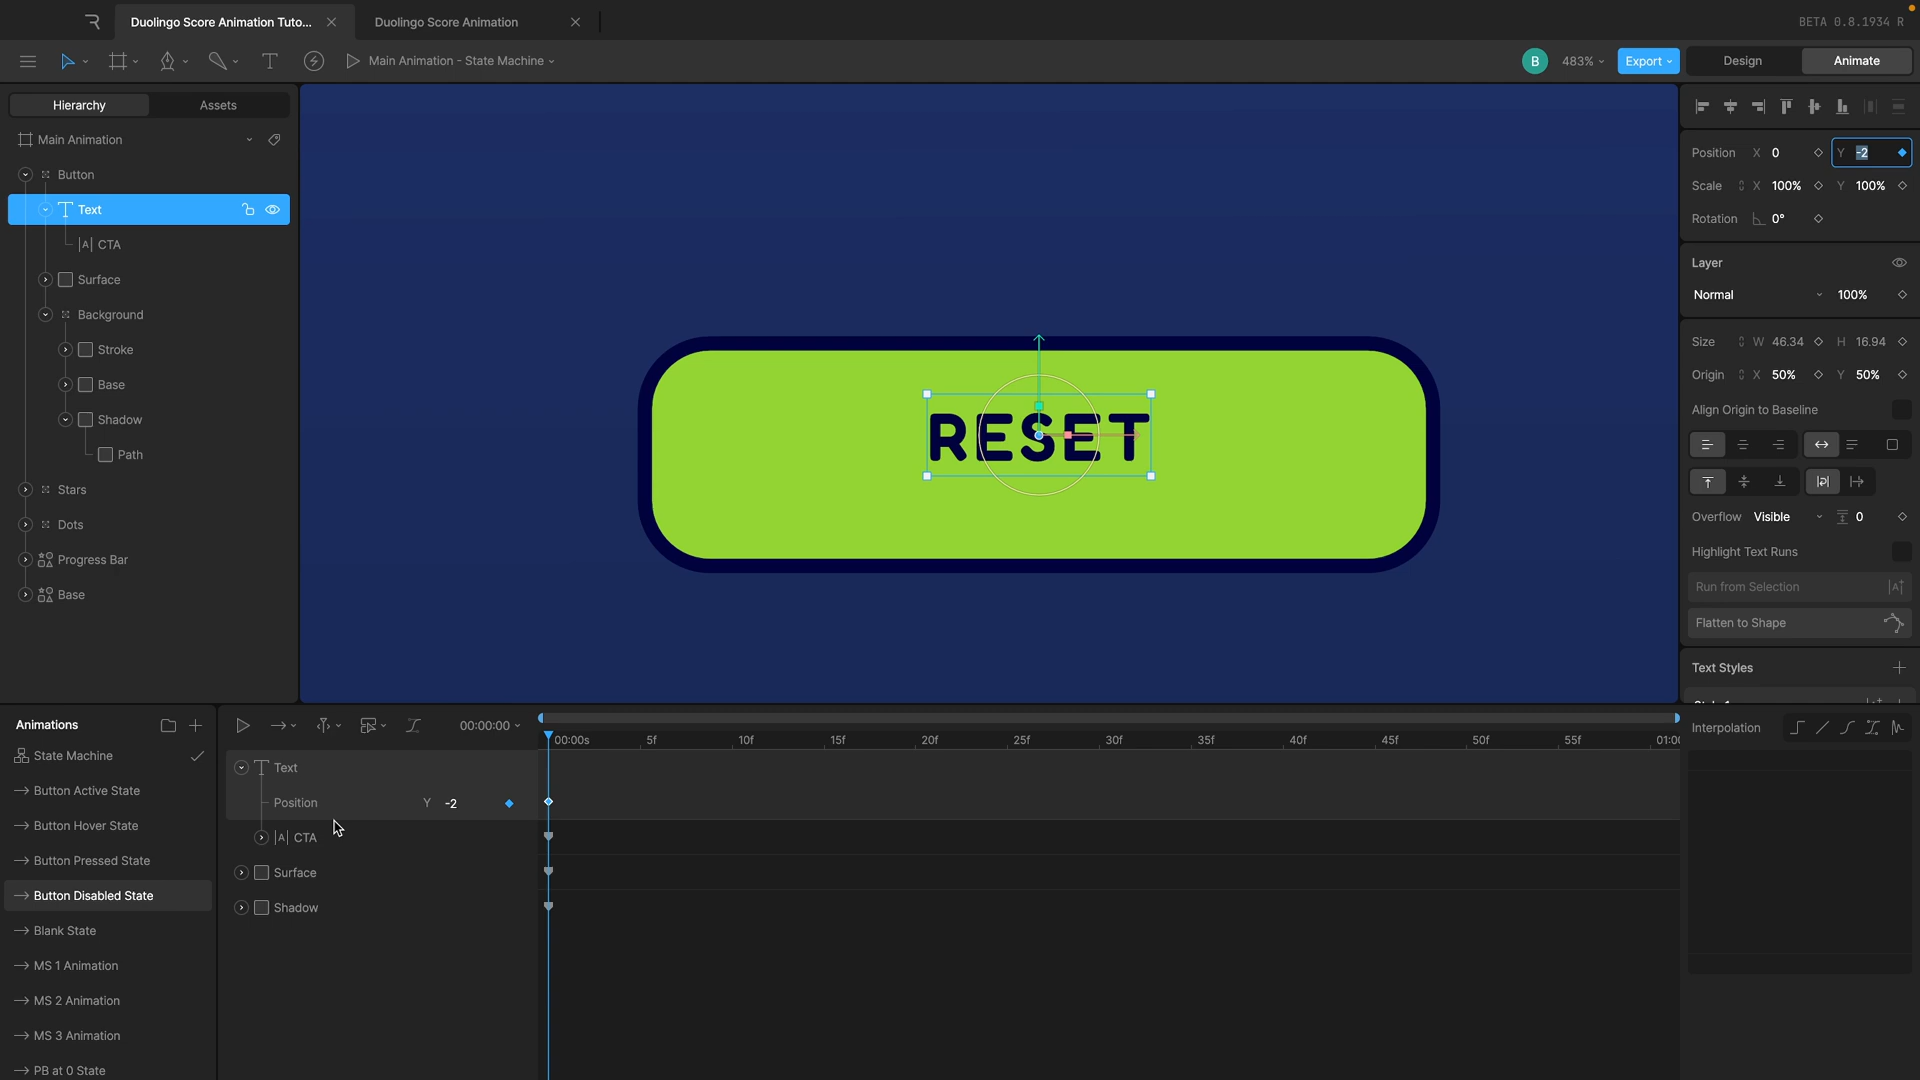 Duolingo Score Animation Tuto...
Duolingo Score Animation
BETA 0.8.1934 R
Main Animation - State Machine
B
483%
Export
Design
Animate
Hierarchy
Assets
Main Animation
Button
Text
CTA
Surface
Background
Stroke
Base
Shadow
Path
Stars
Dots
Progress Bar
Base
RESET
Position X 0 Y -2
Scale X 100% Y 100%
Rotation 0°
Layer
Normal 100%
Size W 46.34 H 16.94
Origin X 50% Y 50%
Align Origin to Baseline
Overflow Visible 0
Highlight Text Runs
Run from Selection
Flatten to Shape
Text Styles
Animations
State Machine
Button Active State
Button Hover State
Button Pressed State
Button Disabled State
Blank State
MS 1 Animation
MS 2 Animation
MS 3 Animation
PB at 0 State
00:00:00
00:00s 5f 10f 15f 20f 25f 30f 35f 40f 45f 50f 55f 01:0
Text
Position Y -2
CTA
Surface
Shadow
Interpolation